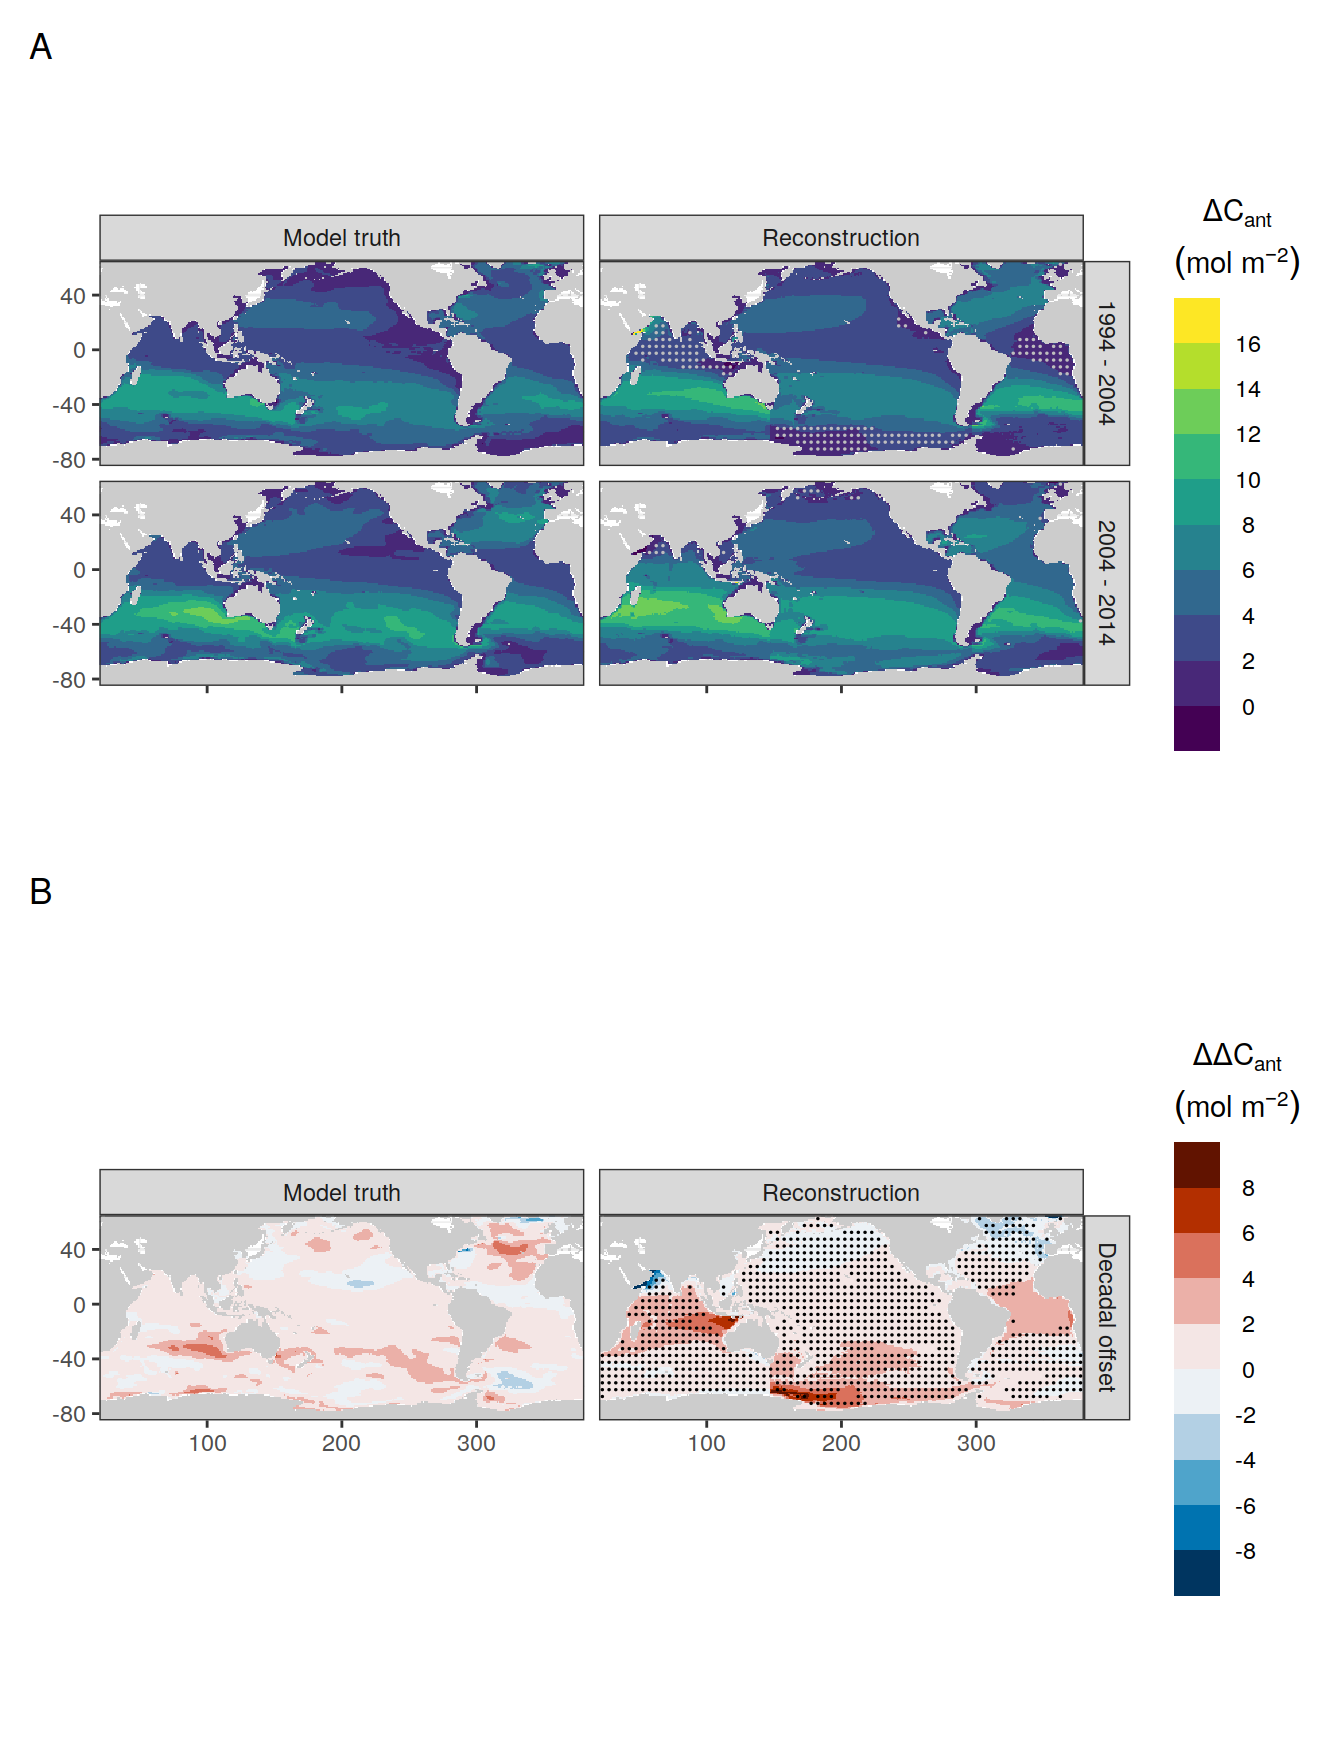 A
Model truth
Reconstruction
40
0
-40
-80
1994 - 2004
40
0
-40
-80
2004 - 2014
ΔCant
(mol m−2)
16
14
12
10
8
6
4
2
0
B
Model truth
Reconstruction
40
0
-40
-80
Decadal offset
100
200
300
100
200
300
ΔΔCant
(mol m−2)
8
6
4
2
0
-2
-4
-6
-8